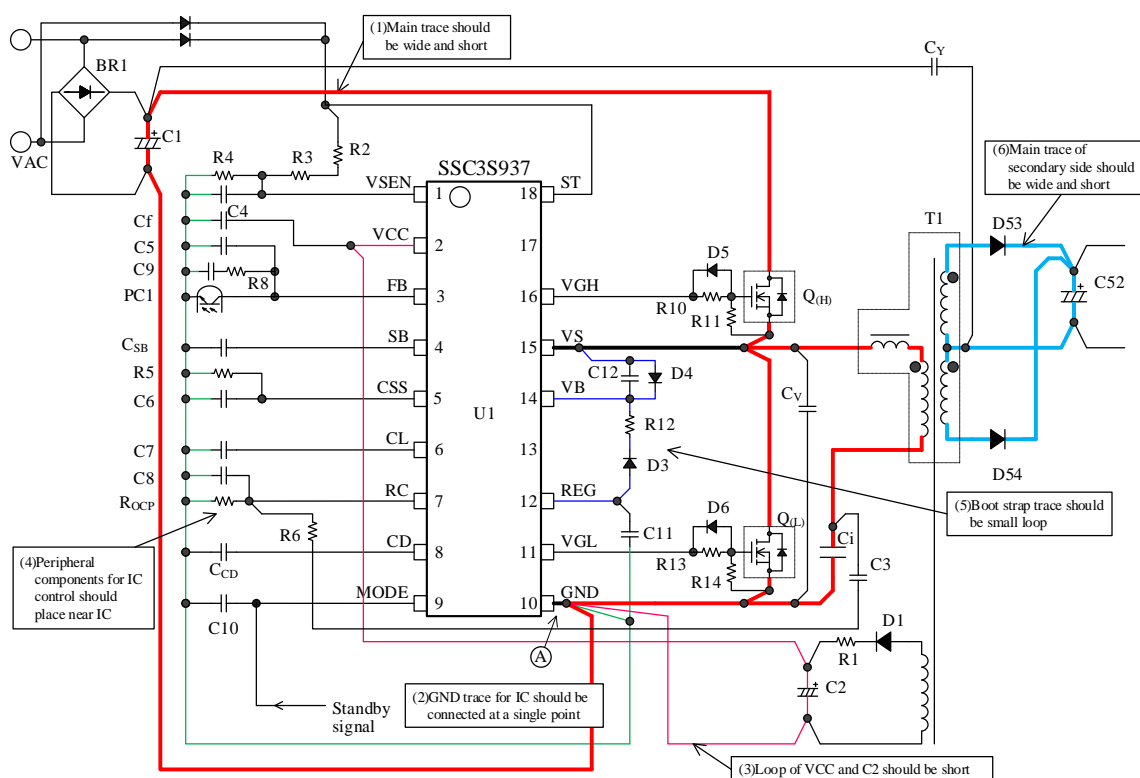 (1)Main trace should
be wide and short
BR1
C1
VAC
R4
R3
R2
SSC3S937
C_Y
(6)Main trace of
secondary side should
be wide and short
VSEN
1
18
ST
C4
Cf
VCC
2
17
D5
T1
D53
C5
C9
R8
C52
PC1
FB
3
16
VGH
R10
R11
Q(H)
C_SB
SB
4
15
VS
R5
C12
D4
C6
CSS
5
14
VB
C_V
U1
R12
C7
CL
6
13
D54
C8
D3
R_OCP
RC
7
12
REG
(5)Boot strap trace should
be small loop
R6
C11
D6
Q(L)
Ci
C3
(4)Peripheral
components for IC
control should
place near IC
C_CD
CD
8
11
VGL
R13
R14
MODE
9
10
GND
C10
A
D1
R1
C2
Standby
signal
(2)GND trace for IC should be
connected at a single point
(3)Loop of VCC and C2 should be short